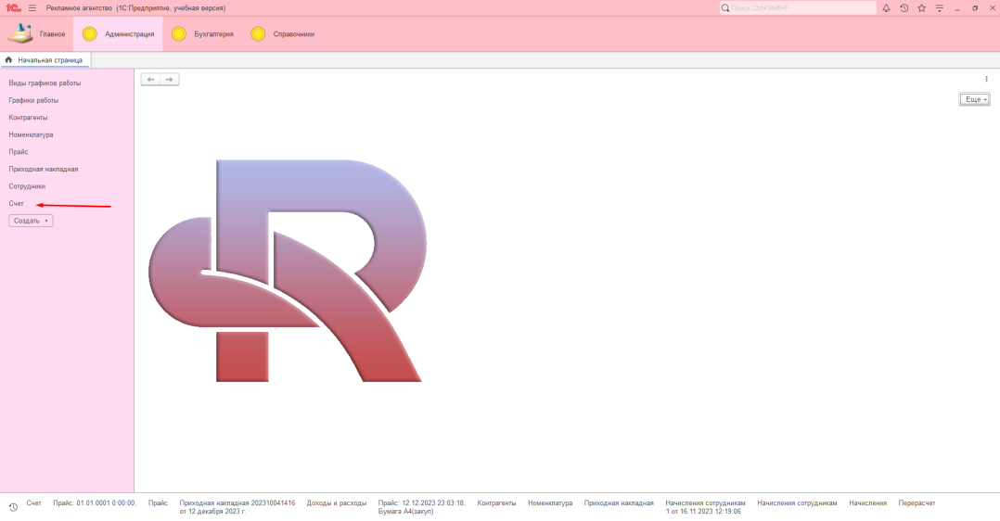 Рекламное агентство (1С:Предприятие, учебная версия)
Поиск Ctrl+Shift+F
Главное
Администрация
Бухгалтерия
Справочники
Начальная страница
Виды графиков работы
Графики работы
Контрагенты
Номенклатура
Прайс
Приходная накладная
Сотрудники
Счет
Создать
Еще
Счет
Прайс: 01.01.0001 0:00:00,
Прайс
Приходная накладная 202310041416
от 12 декабря 2023 г.
Доходы и расходы
Прайс: 12.12.2023 23:03:18,
Бумага А4(закуп)
Контрагенты
Номенклатура
Приходная накладная
Начисления сотрудникам
1 от 16.11.2023 12:19:06
Начисления сотрудникам
Начисления
Перерасчет